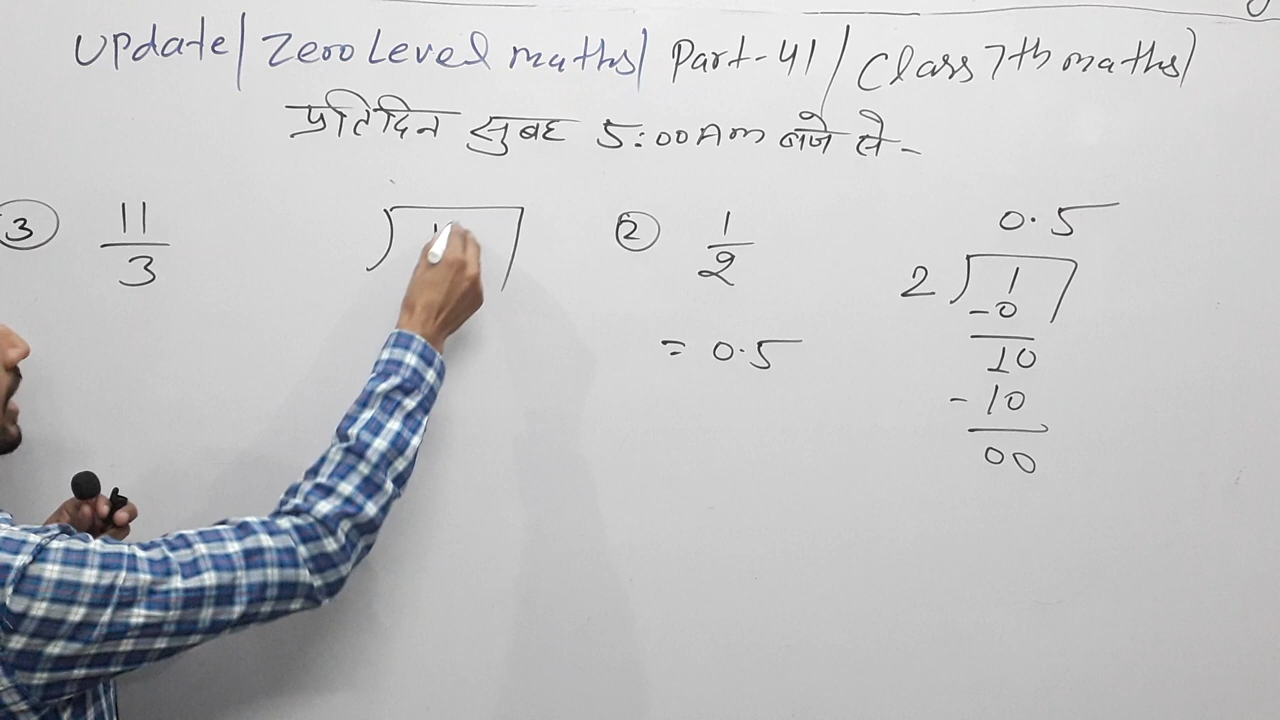 Update/ Zero Level maths/ Part-41/ Class 7th maths/
प्रतिदिन सुबह 5:00 Am बजे से-
③ 11/3
② 1/2
= 0.5
0.5
2 ) 1
-0
10
-10
00